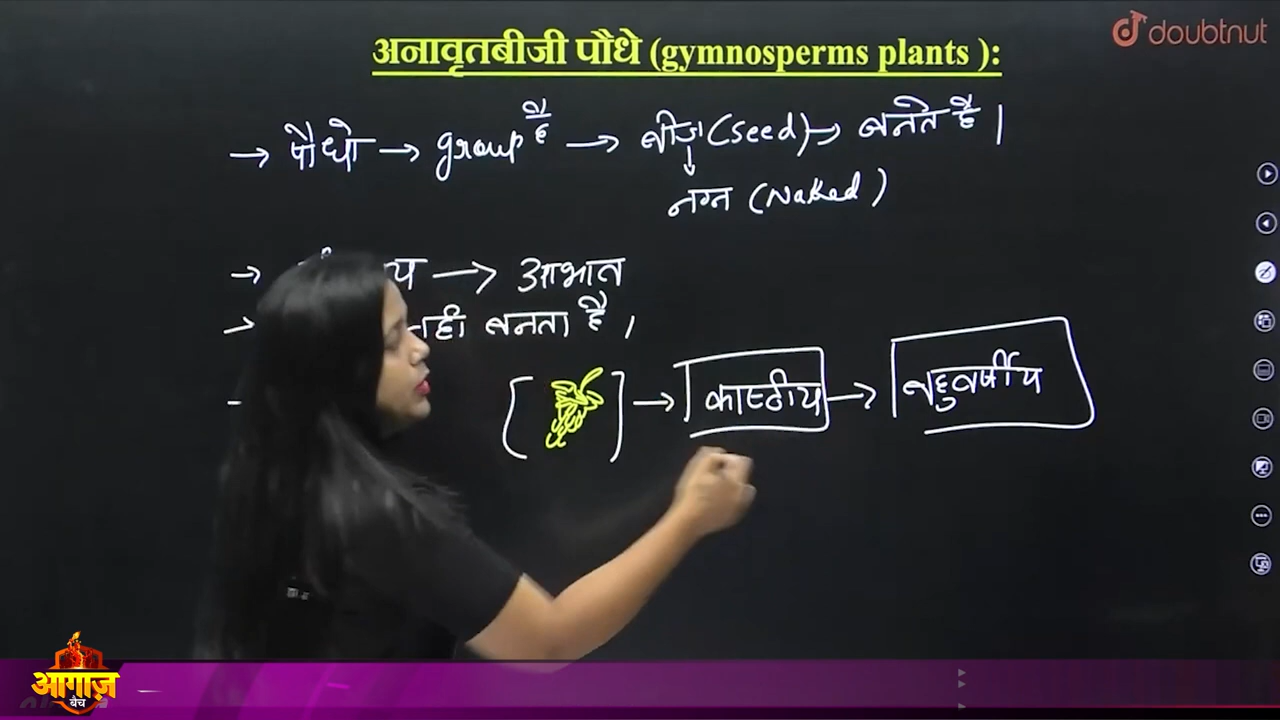 doubtnut
अनावृतबीजी पौधे (gymnosperms plants ):
→ पौधो → group है → बीज (seed) → बनते है।
नग्न (Naked)
→ → आभात
→ नहीं बनता है।
→ काष्ठीय → बहुवर्षीय
आगाज़
बैच